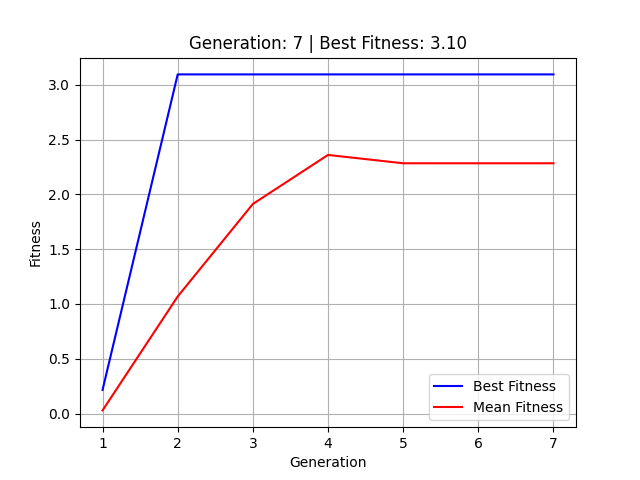 Generation: 7 | Best Fitness: 3.10
Fitness
3.0
2.5
2.0
1.5
1.0
0.5
0.0
1 2 3 4 5 6 7
Generation
Best Fitness
Mean Fitness